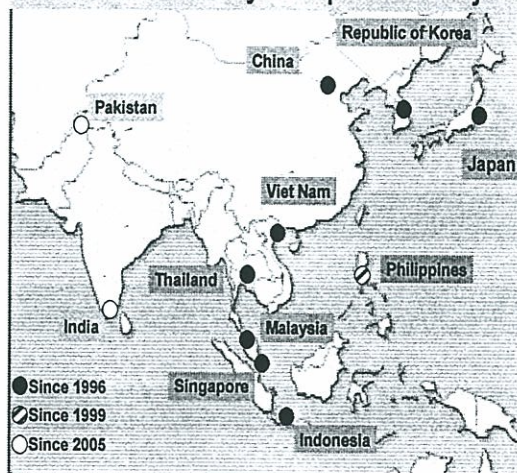 Republic of Korea
China
Pakistan
Japan
Viet Nam
Thailand
Philippines
India
Malaysia
Singapore
Indonesia
Since 1996
Since 1999
Since 2005